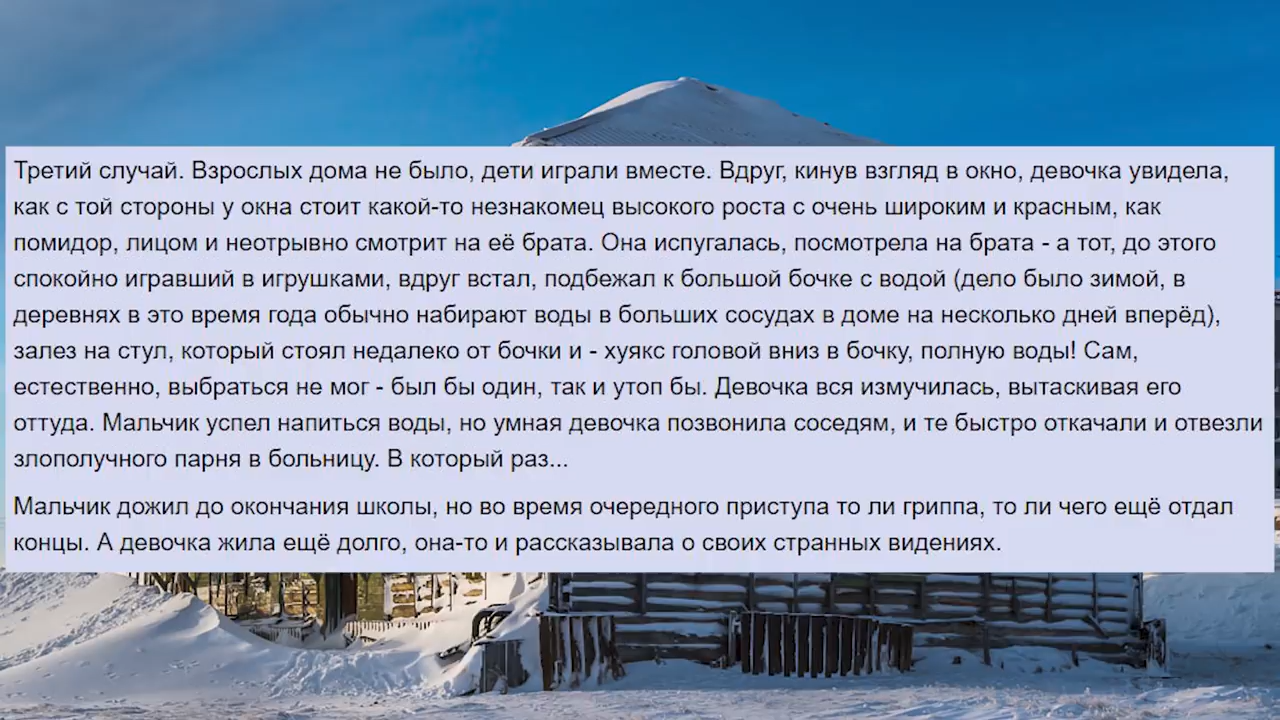 Третий случай. Взрослых дома не было, дети играли вместе. Вдруг, кинув взгляд в окно, девочка увидела,
как с той стороны у окна стоит какой-то незнакомец высокого роста с очень широким и красным, как
помидор, лицом и неотрывно смотрит на её брата. Она испугалась, посмотрела на брата - а тот, до этого
спокойно игравший в игрушками, вдруг встал, подбежал к большой бочке с водой (дело было зимой, в
деревнях в это время года обычно набирают воды в больших сосудах в доме на несколько дней вперёд),
залез на стул, который стоял недалеко от бочки и - хуякс головой вниз в бочку, полную воды! Сам,
естественно, выбраться не мог - был бы один, так и утоп бы. Девочка вся измучилась, вытаскивая его
оттуда. Мальчик успел напиться воды, но умная девочка позвонила соседям, и те быстро откачали и отвезли
злополучного парня в больницу. В который раз...
Мальчик дожил до окончания школы, но во время очередного приступа то ли гриппа, то ли чего ещё отдал
концы. А девочка жила ещё долго, она-то и рассказывала о своих странных видениях.